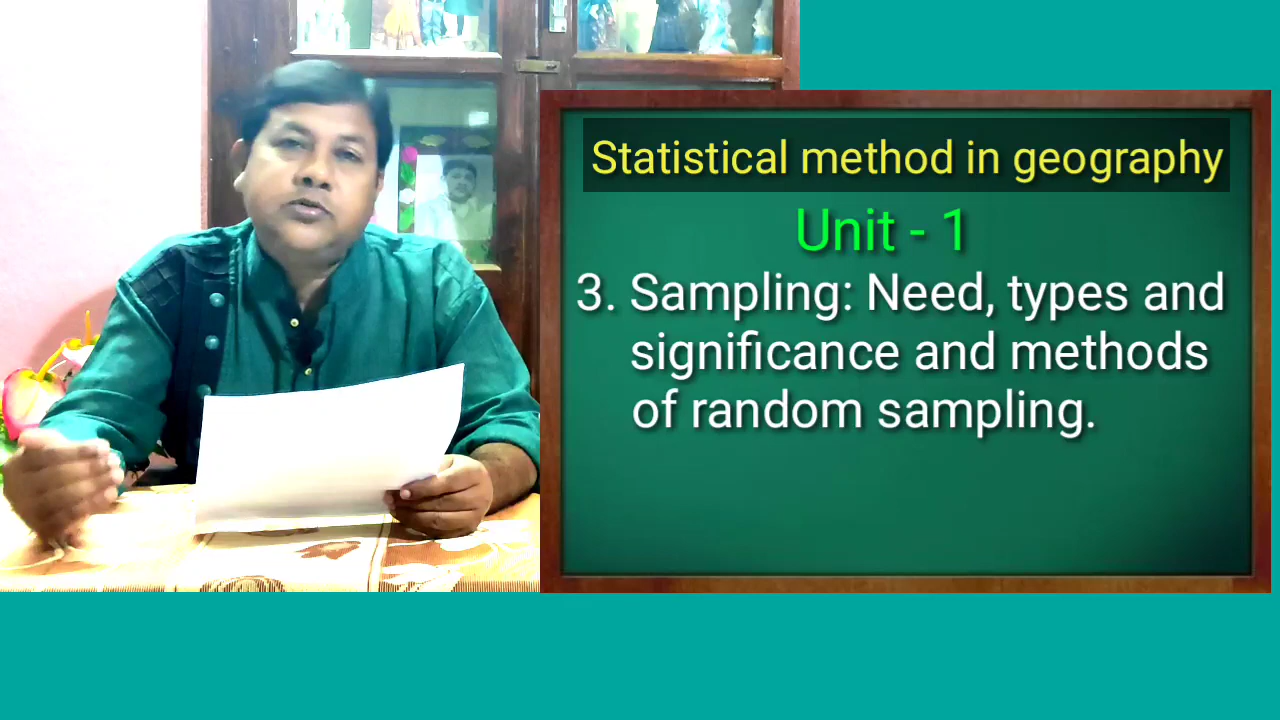 Statistical method in geography
Unit - 1
3. Sampling: Need, types and
significance and methods
of random sampling.